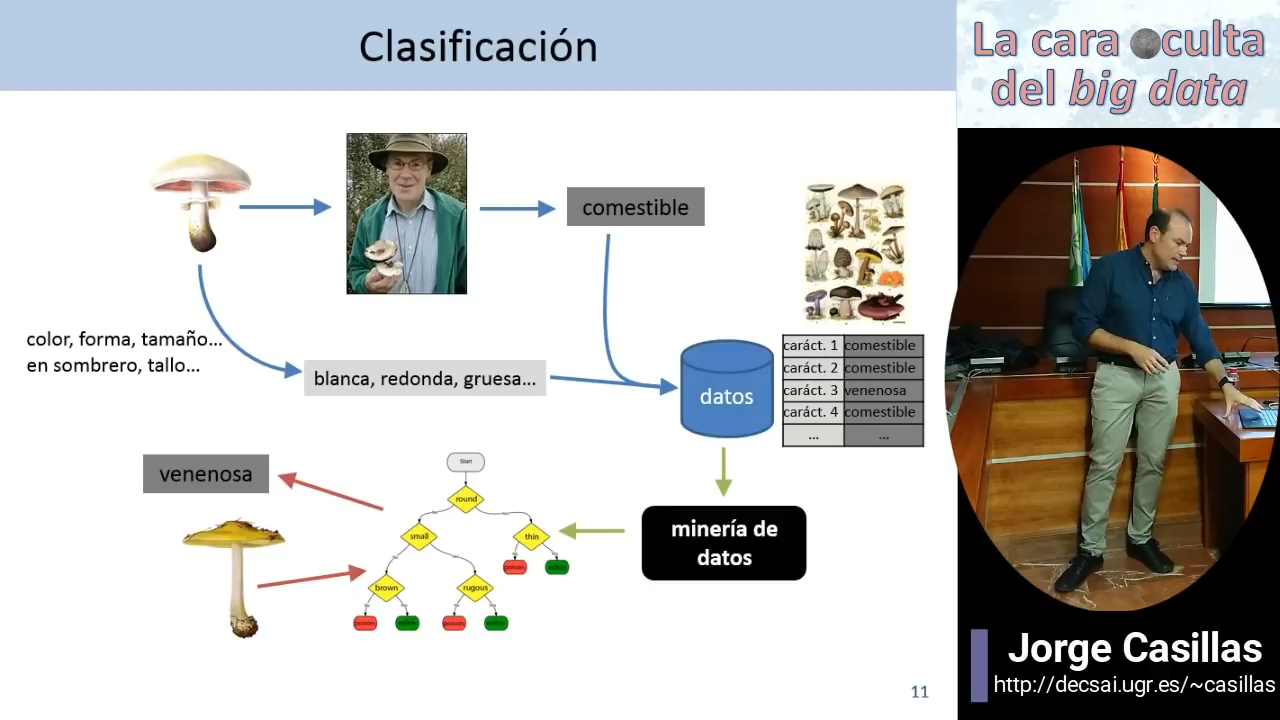 Clasificación
La cara oculta
del big data
comestible
color, forma, tamaño...
en sombrero, tallo...
blanca, redonda, gruesa...
datos
caráct. 1 comestible
caráct. 2 comestible
caráct. 3 venenosa
caráct. 4 comestible
... ...
venenosa
Start
round
small
thin
brown
rugous
minería de
datos
11
Jorge Casillas
http://decsai.ugr.es/~casillas